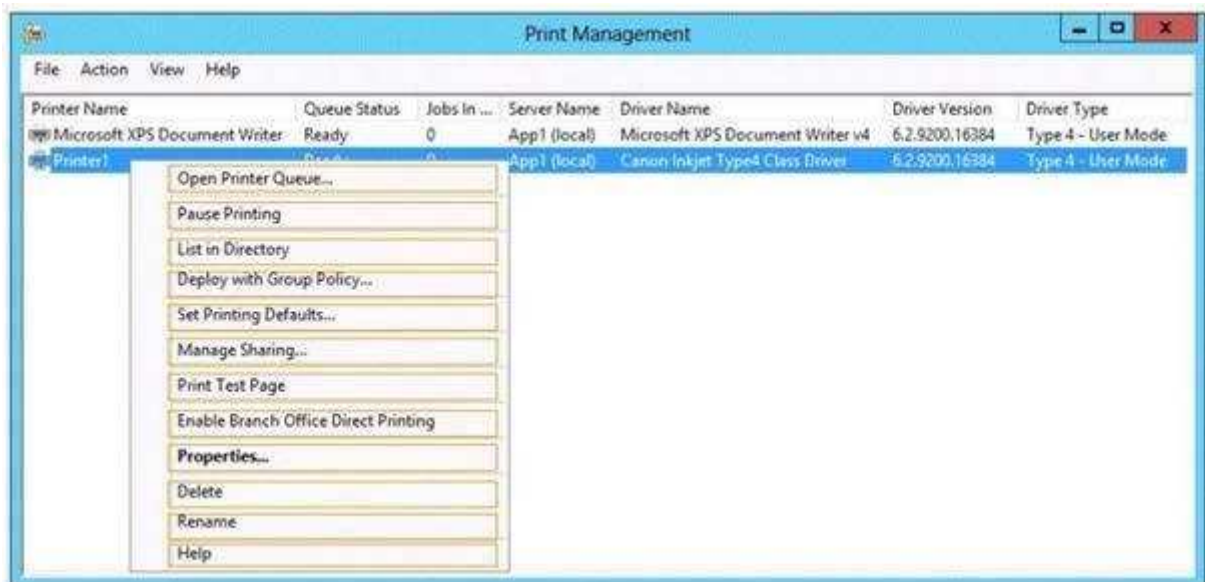 Print Management
File Action View Help
Printer Name Queue Status Jobs In ... Server Name Driver Name Driver Version Driver Type
Microsoft XPS Document Writer Ready 0 App1 (local) Microsoft XPS Document Writer v4 6.2.9200.16384 Type 4 - User Mode
Printer1 Ready 0 App1 (local) Canon Inkjet Type4 Class Driver 6.2.9200.16384 Type 4 - User Mode
Open Printer Queue...
Pause Printing
List in Directory
Deploy with Group Policy...
Set Printing Defaults...
Manage Sharing...
Print Test Page
Enable Branch Office Direct Printing
Properties...
Delete
Rename
Help